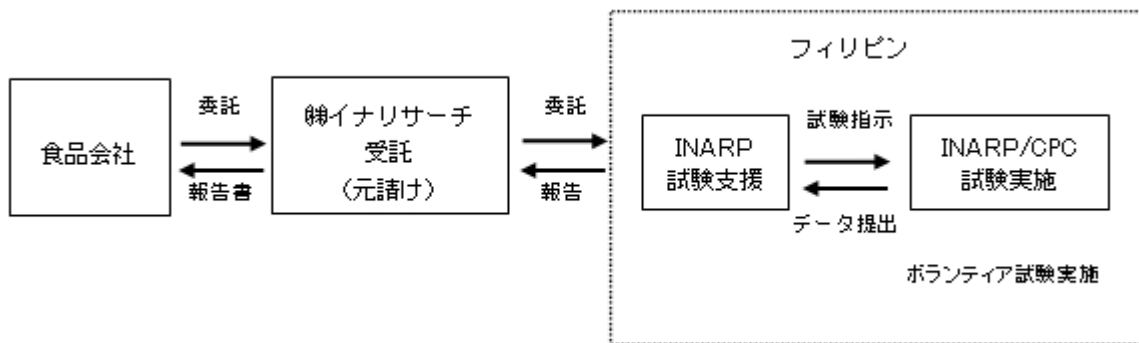 フィリピン
食品会社
委託
報告書
㈱イナリサーチ
受託
（元請け）
委託
報告
INARP
試験支援
試験指示
データ提出
INARP/CPC
試験実施
ボランティア試験実施